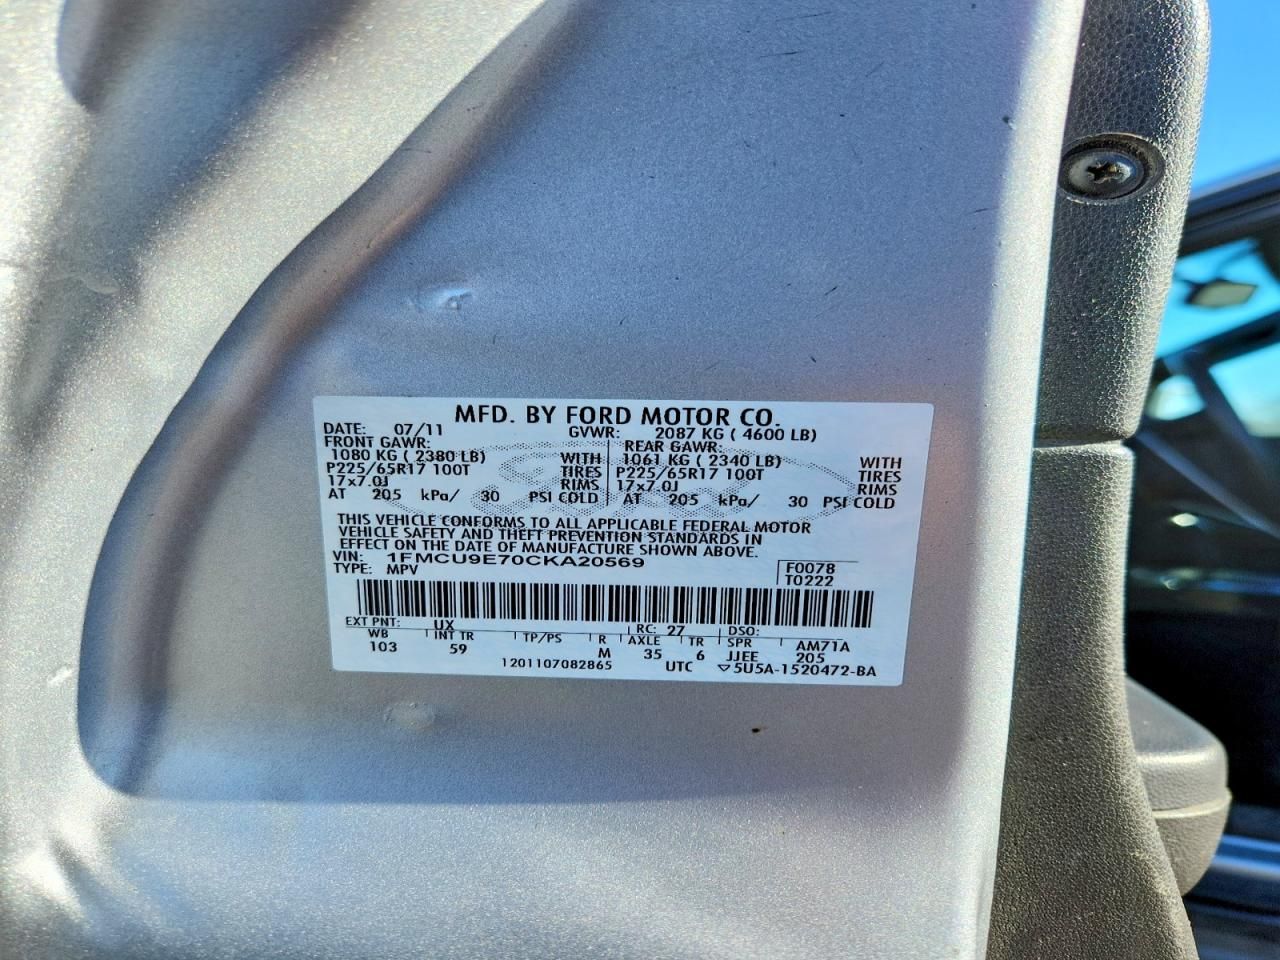 MFD. BY FORD MOTOR CO.
DATE: 07/11 GVWR: 2087 KG ( 4600 LB)
FRONT GAWR: REAR GAWR:
1080 KG ( 2380 LB) WITH 1061 KG ( 2340 LB) WITH
P225/65R17 100T TIRES P225/65R17 100T TIRES
17x7.0J RIMS 17x7.0J RIMS
AT 205 kPa/ 30 PSI COLD AT 205 kPa/ 30 PSI COLD
THIS VEHICLE CONFORMS TO ALL APPLICABLE FEDERAL MOTOR
VEHICLE SAFETY AND THEFT PREVENTION STANDARDS IN
EFFECT ON THE DATE OF MANUFACTURE SHOWN ABOVE.
VIN: 1FMCU9E70CKA20569 F0078
TYPE: MPV T0222
EXT PNT: UX RC: 27 DSO:
WB INT TR TP/PS R AXLE TR SPR AM71A
103 59 M 35 6 JJEE 205
1201107082865 UTC ▽5U5A-1520472-BA